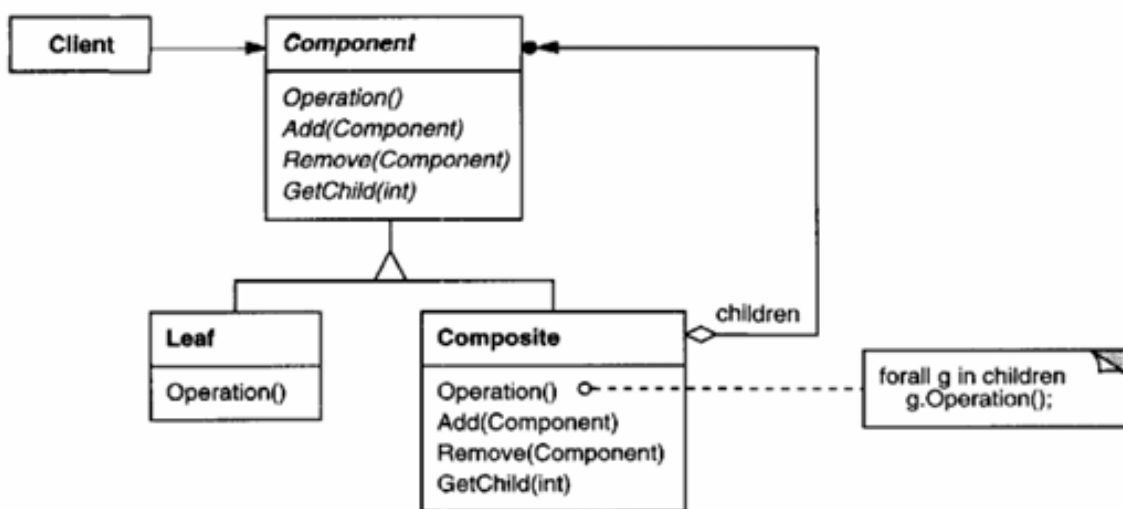 Client
Component
Operation()
Add(Component)
Remove(Component)
GetChild(int)
Leaf
Operation()
Composite
Operation()
Add(Component)
Remove(Component)
GetChild(int)
children
forall g in children
g.Operation();